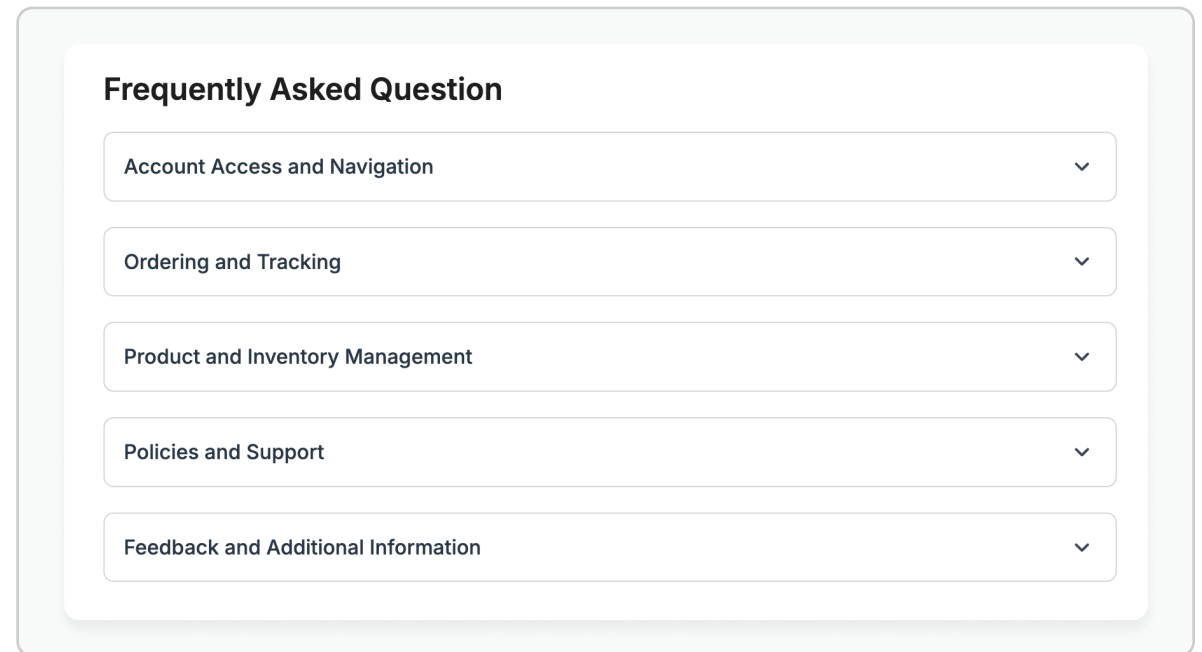 Frequently Asked Question
Account Access and Navigation
Ordering and Tracking
Product and Inventory Management
Policies and Support
Feedback and Additional Information